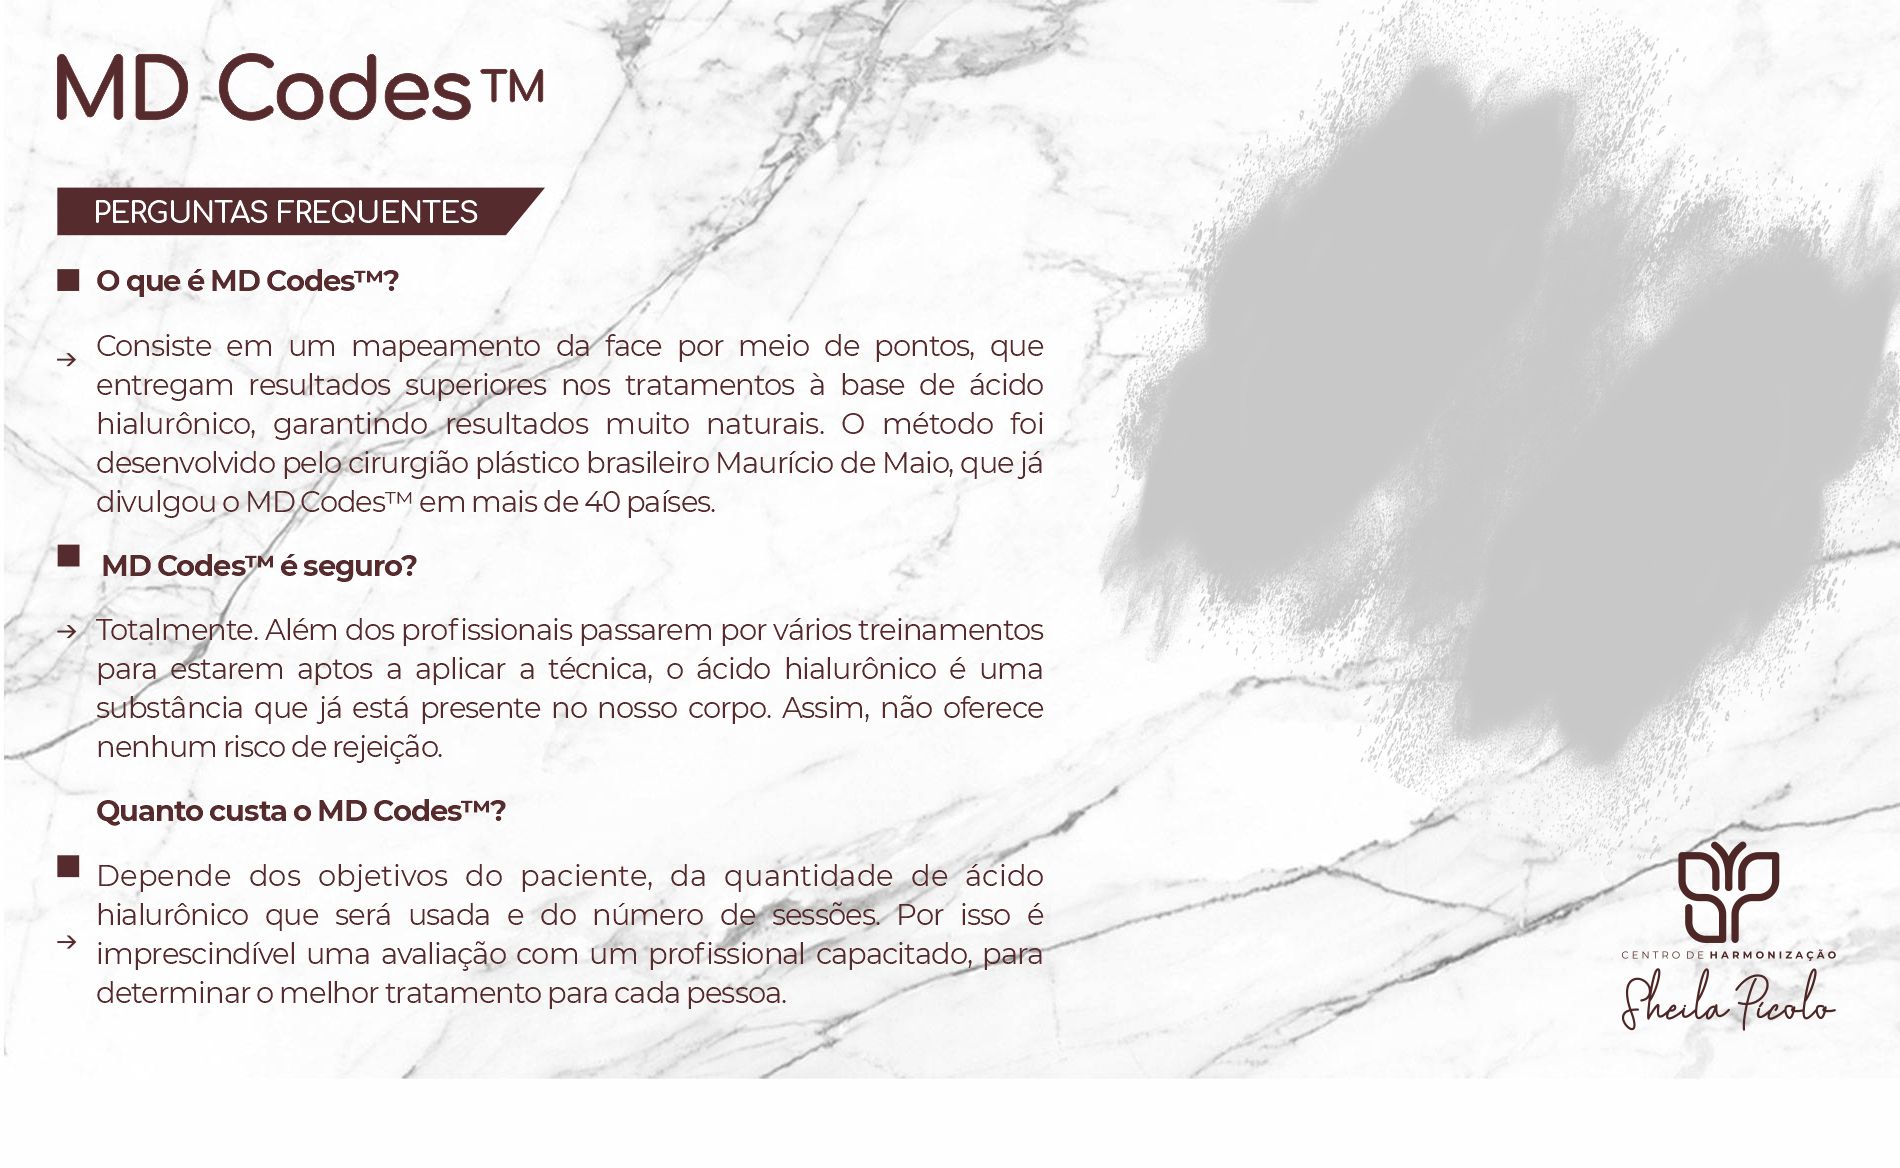 MD Codes™
PERGUNTAS FREQUENTES
O que é MD Codes™?
Consiste em um mapeamento da face por meio de pontos, que
entregam resultados superiores nos tratamentos à base de ácido
hialurônico, garantindo resultados muito naturais. O método foi
desenvolvido pelo cirurgião plástico brasileiro Maurício de Maio, que já
divulgou o MD Codes™ em mais de 40 países.
MD Codes™ é seguro?
Totalmente. Além dos profissionais passarem por vários treinamentos
para estarem aptos a aplicar a técnica, o ácido hialurônico é uma
substância que já está presente no nosso corpo. Assim, não oferece
nenhum risco de rejeição.
Quanto custa o MD Codes™?
Depende dos objetivos do paciente, da quantidade de ácido
hialurônico que será usada e do número de sessões. Por isso é
imprescindível uma avaliação com um profissional capacitado, para
determinar o melhor tratamento para cada pessoa.
CENTRO DE HARMONIZAÇÃO
Sheila Picolo